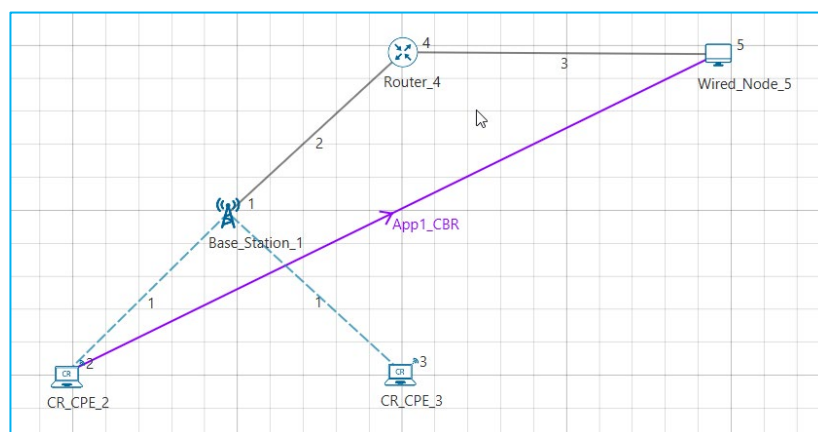 4
5
Router_4
3
Wired_Node_5
2
1
App1_CBR
Base_Station_1
1
1
CR 2
CR 3
CR_CPE_2
CR_CPE_3